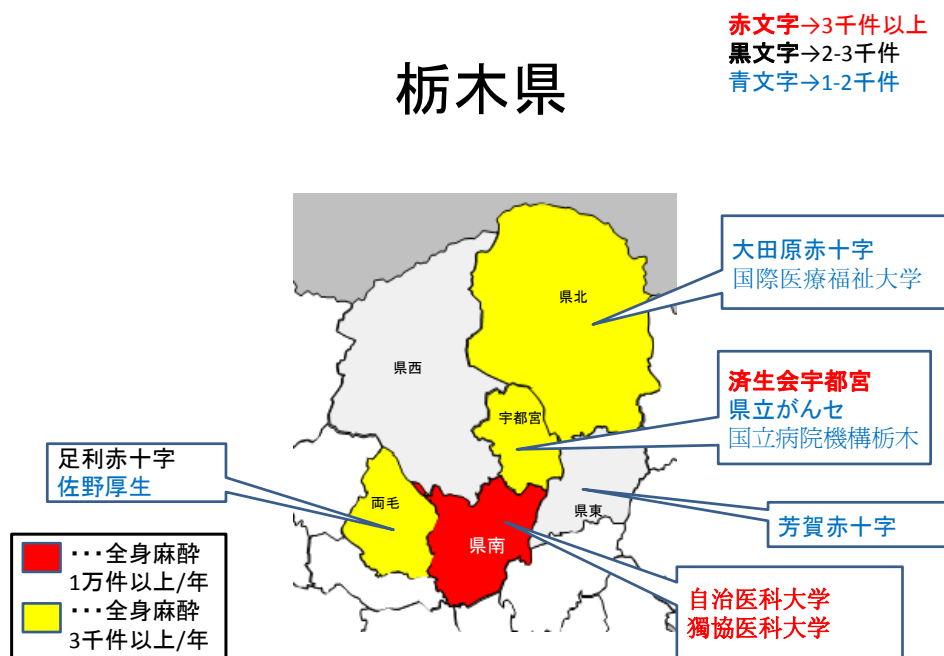 赤文字→3千件以上
黒文字→2-3千件
青文字→1-2千件
栃木県
大田原赤十字
国際医療福祉大学
県北
県西
済生会宇都宮
県立がんセ
国立病院機構栃木
宇都宮
足利赤十字
佐野厚生
両毛
県東
芳賀赤十字
県南
・・・全身麻酔
1万件以上/年
・・・全身麻酔
3千件以上/年
自治医科大学
獨協医科大学